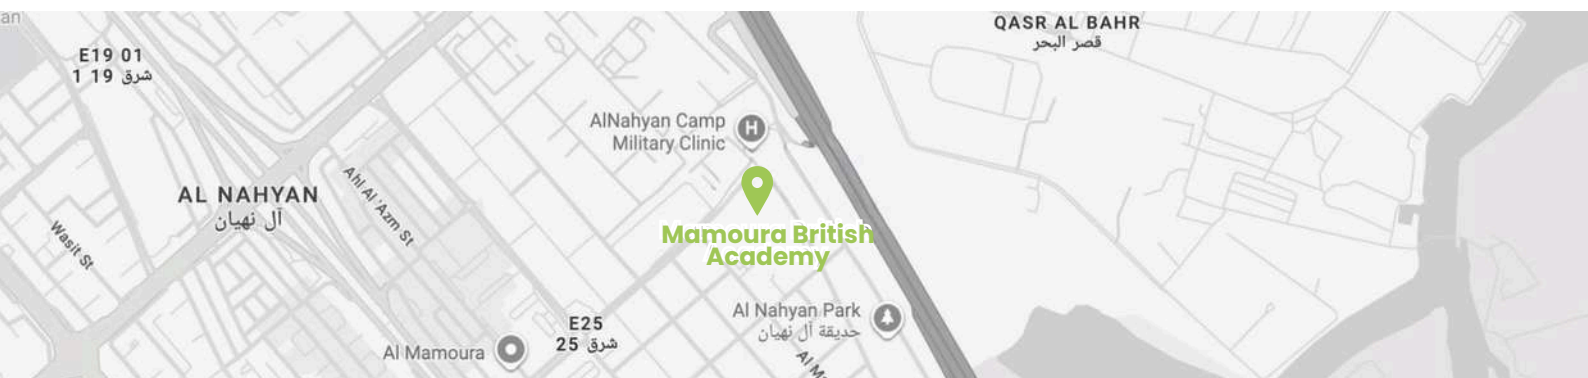 an
QASR AL BAHR
قصر البحر
E19 01
شرق 19 1
AlNahyan Camp
Military Clinic
AL NAHYAN
آل نهيان
Ahl Al 'Azm St
Wasit St
Mamoura British
Academy
Al Nahyan Park
حديقة آل نهيان
E25
شرق 25
Al Mamoura
Al M